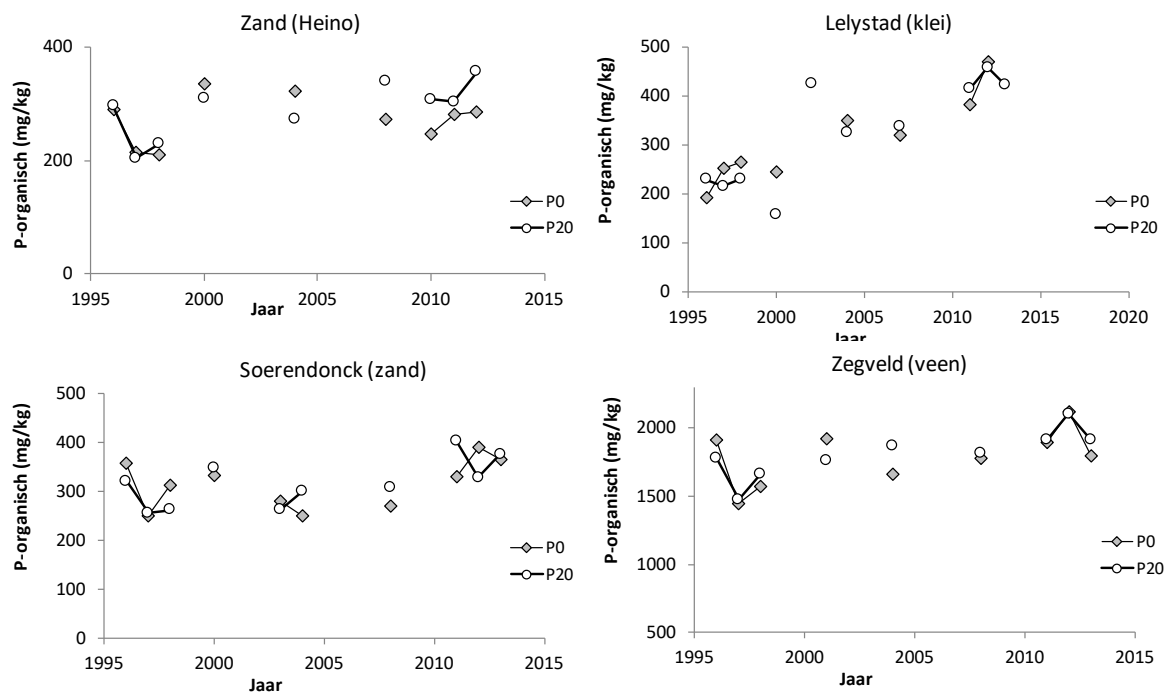 Zand (Heino)
P-organisch (mg/kg)
400
200
0
1995 2000 2005 2010 2015
Jaar
P0
P20
Lelystad (klei)
P-organisch (mg/kg)
500
400
300
200
100
0
1995 2000 2005 2010 2015 2020
Jaar
P0
P20
Soerendonck (zand)
P-organisch (mg/kg)
500
400
300
200
100
0
1995 2000 2005 2010 2015
Jaar
P0
P20
Zegveld (veen)
P-organisch (mg/kg)
2000
1500
1000
500
1995 2000 2005 2010 2015
Jaar
P0
P20